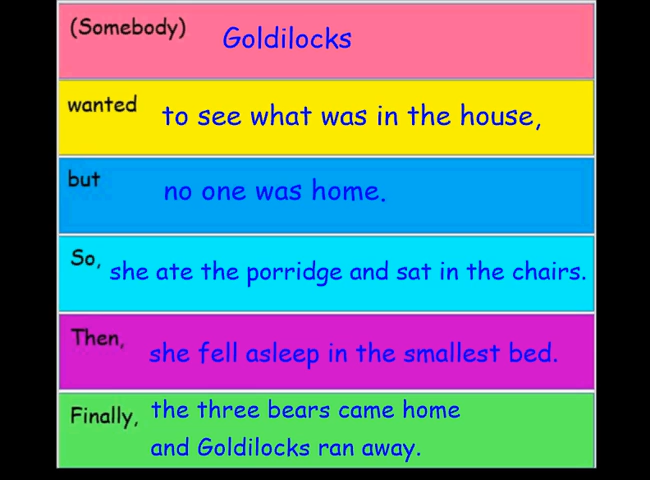 (Somebody) Goldilocks
wanted to see what was in the house,
but no one was home.
So, she ate the porridge and sat in the chairs.
Then, she fell asleep in the smallest bed.
Finally, the three bears came home
and Goldilocks ran away.